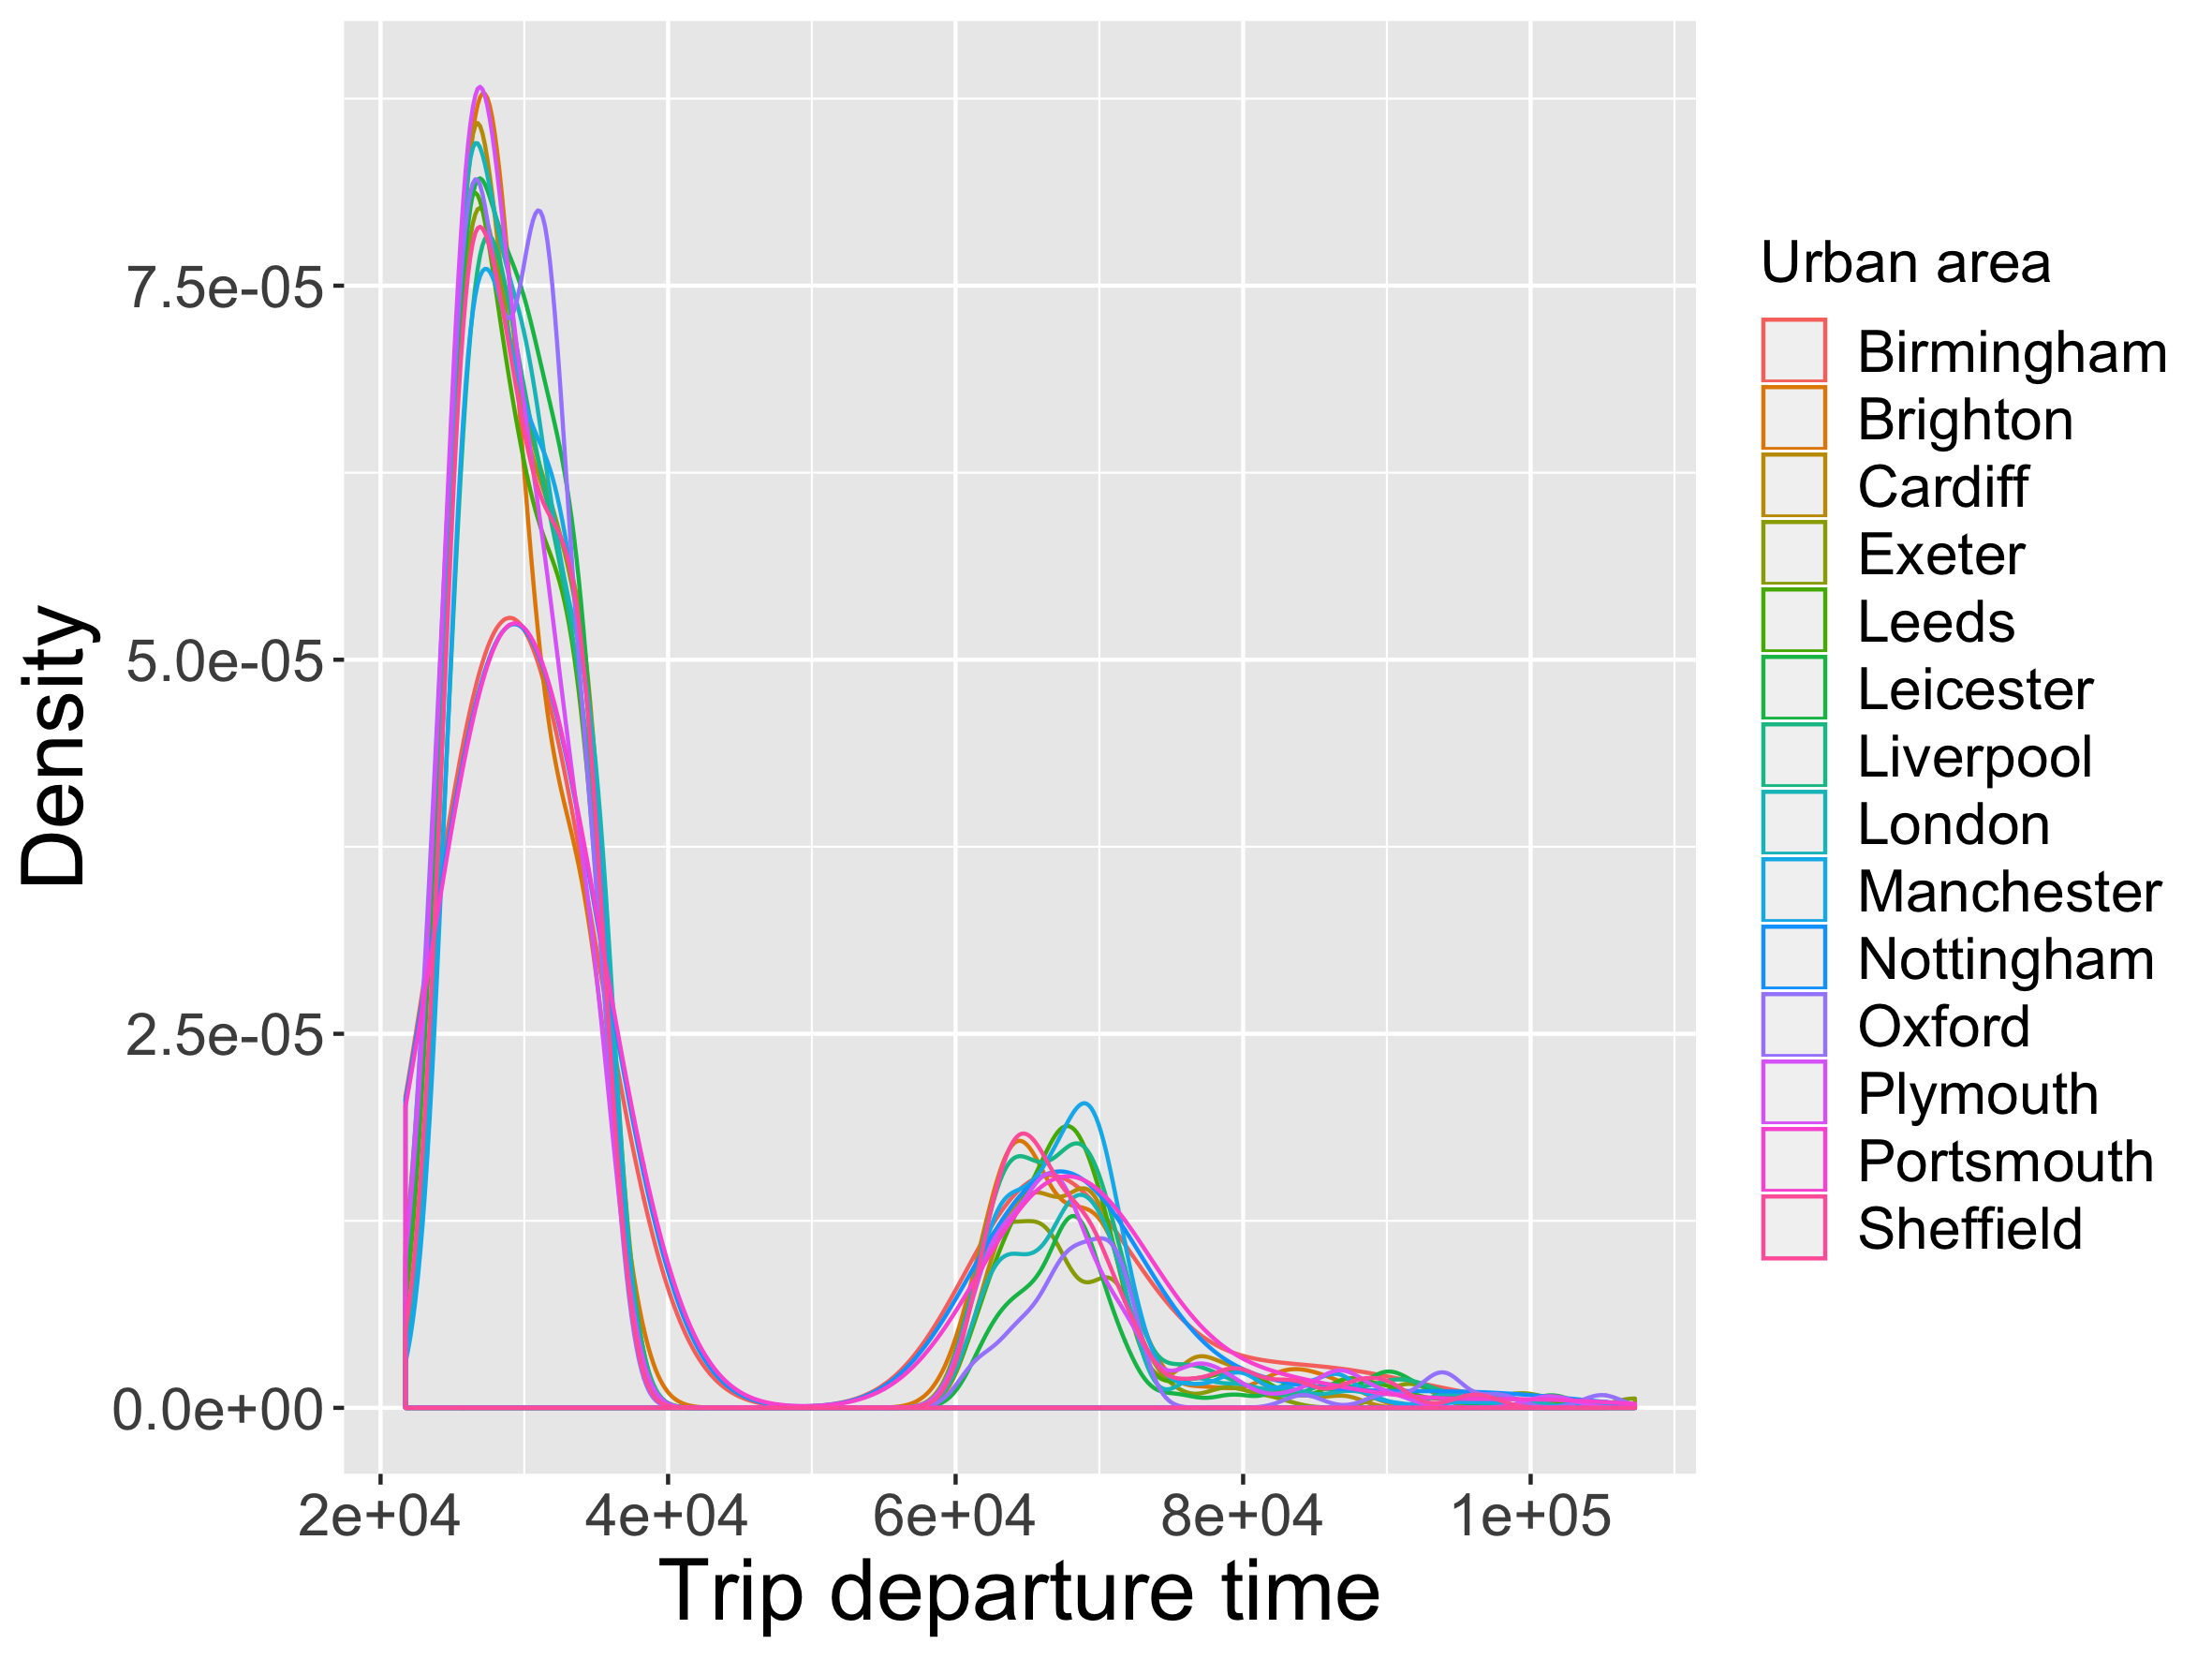 Density
7.5e-05
5.0e-05
2.5e-05
0.0e+00
2e+04 4e+04 6e+04 8e+04 1e+05
Trip departure time
Urban area
Birmingham
Brighton
Cardiff
Exeter
Leeds
Leicester
Liverpool
London
Manchester
Nottingham
Oxford
Plymouth
Portsmouth
Sheffield